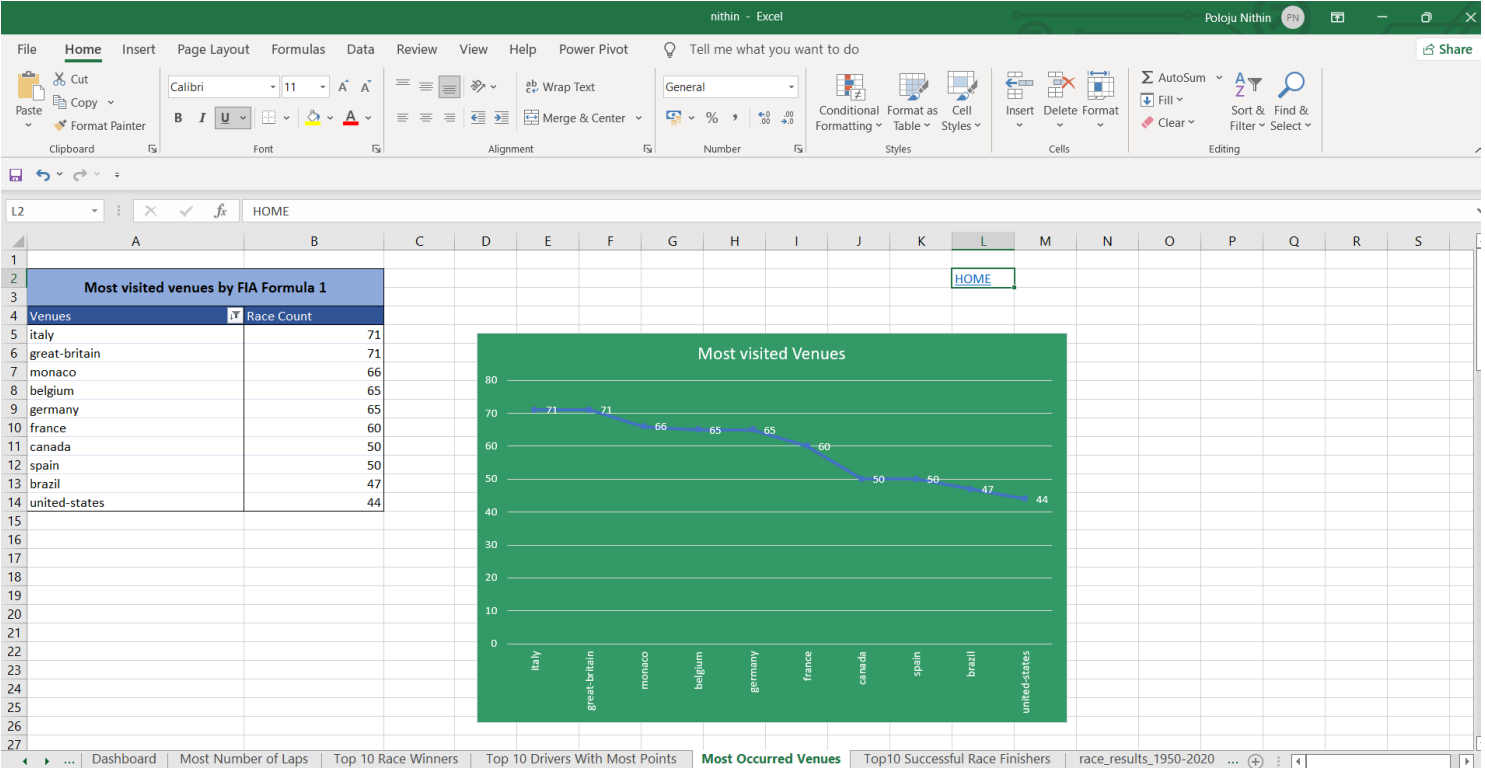 nithin - Excel
Poloju Nithin PN
File Home Insert Page Layout Formulas Data Review View Help Power Pivot Tell me what you want to do Share
Paste
Cut
Copy
Format Painter
Calibri 11
B I U
ab Wrap Text
Merge & Center
General
Conditional Formatting
Format as Table
Cell Styles
Insert Delete Format
AutoSum
Fill
Clear
Sort & Filter
Find & Select
Clipboard Font Alignment Number Styles Cells Editing
L2 fx HOME
A B C D E F G H I J K L M N O P Q R S
1
2 Most visited venues by FIA Formula 1 HOME
3
4 Venues Race Count
5 italy 71
6 great-britain 71
7 monaco 66
8 belgium 65
9 germany 65
10 france 60
11 canada 50
12 spain 50
13 brazil 47
14 united-states 44
15
16
17
18
19
20
21
22
23
24
25
26
27
Most visited Venues
80
70
60
50
40
30
20
10
0
71 71 66 65 65 60 50 50 47 44
italy great-britain monaco belgium germany france canada spain brazil united-states
... Dashboard Most Number of Laps Top 10 Race Winners Top 10 Drivers With Most Points Most Occurred Venues Top10 Successful Race Finishers race_results_1950-2020 ...